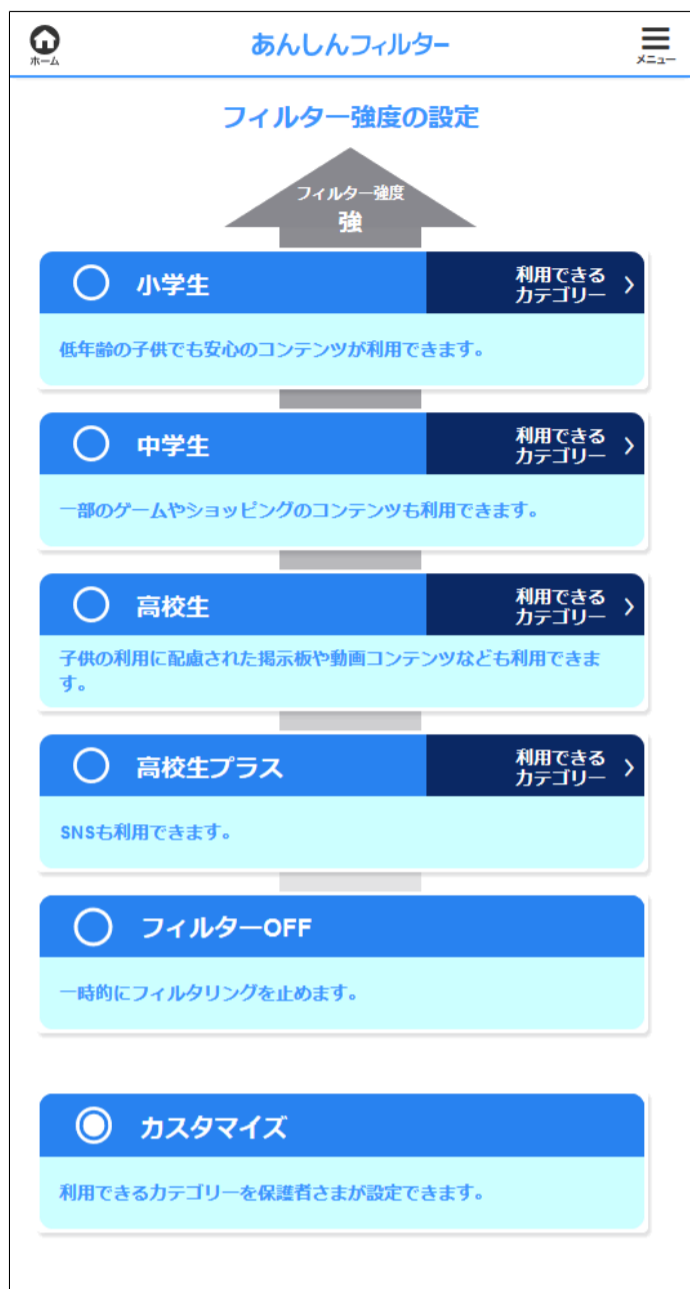 ホーム
あんしんフィルター
メニュー
フィルター強度の設定
フィルター強度
強
小学生
利用できる
カテゴリー
低年齢の子供でも安心のコンテンツが利用できます。
中学生
利用できる
カテゴリー
一部のゲームやショッピングのコンテンツも利用できます。
高校生
利用できる
カテゴリー
子供の利用に配慮された掲示板や動画コンテンツなども利用できま
す。
高校生プラス
利用できる
カテゴリー
SNSも利用できます。
フィルターOFF
一時的にフィルタリングを止めます。
カスタマイズ
利用できるカテゴリーを保護者さまが設定できます。